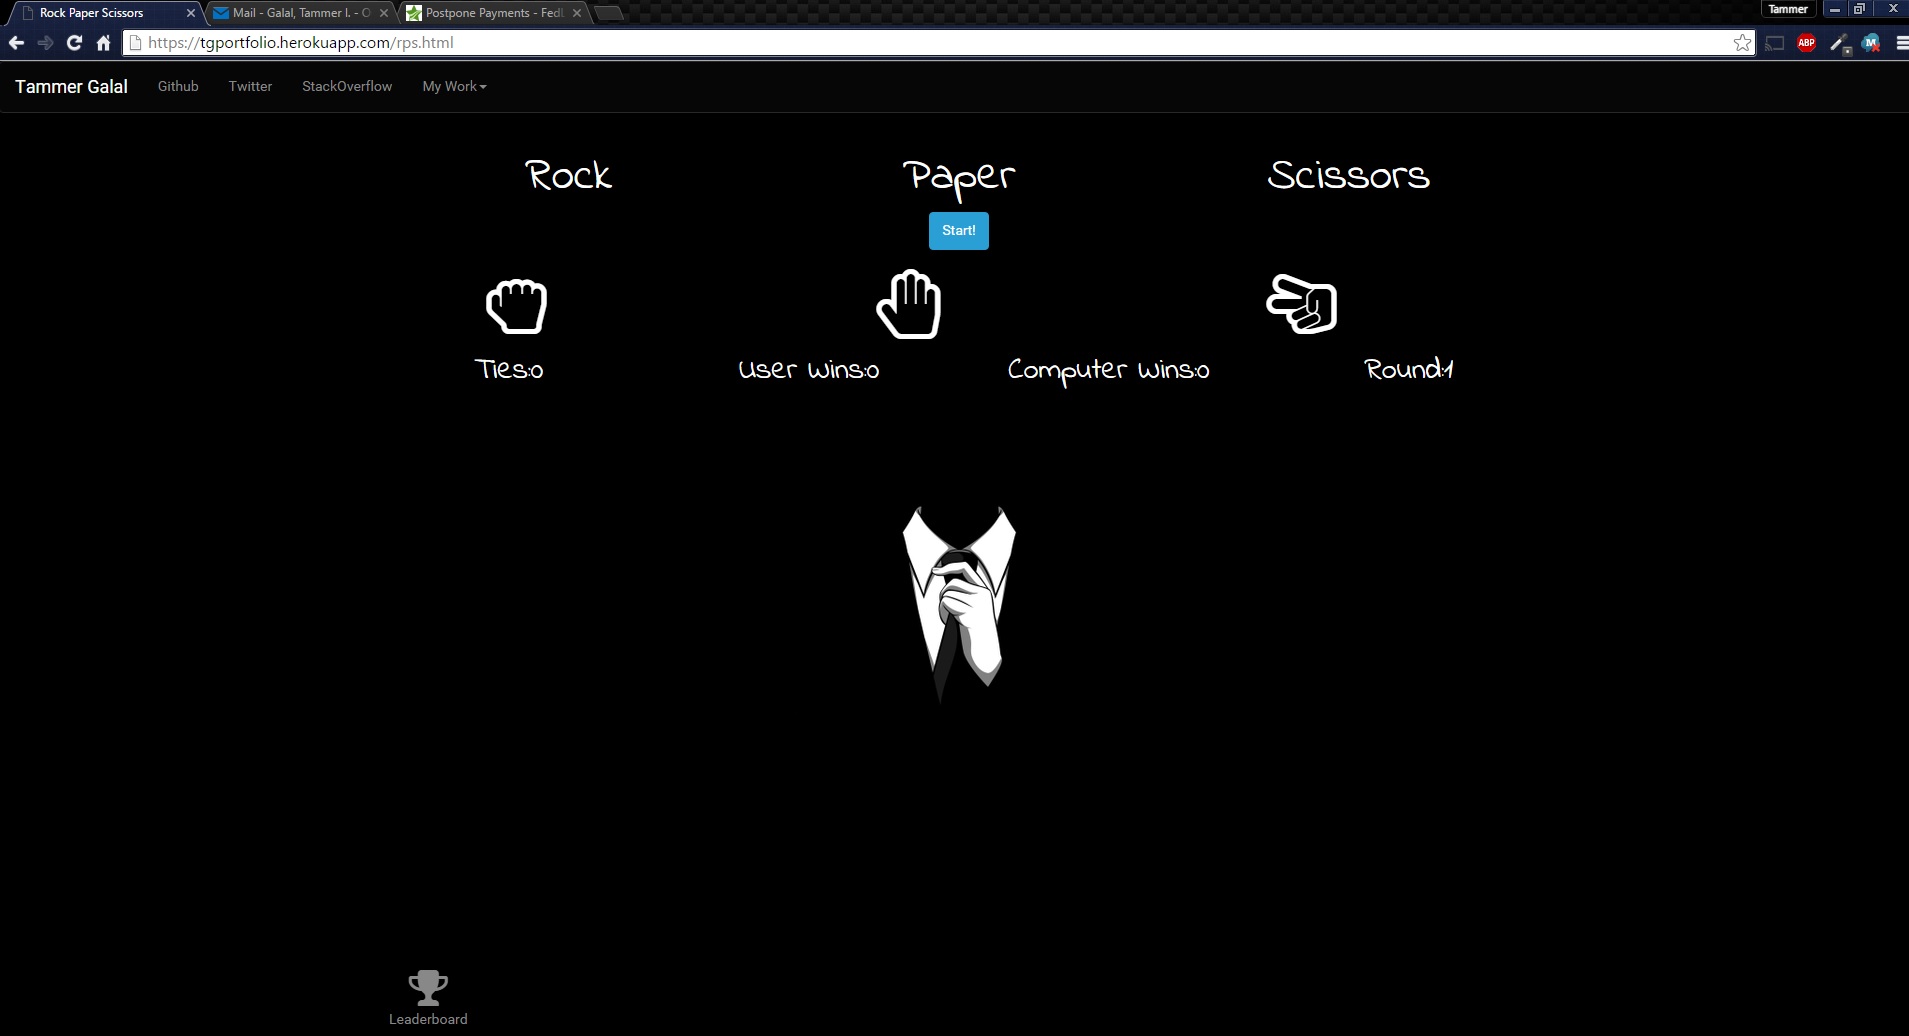 Rock Paper Scissors
Mail - Galal, Tammer I. - O
Postpone Payments - FedL
Tammer
https://tgportfolio.herokuapp.com/rps.html
ABP
M
Tammer Galal Github Twitter StackOverflow My Work
Rock Paper Scissors
Start!
Ties:0 User Wins:0 Computer Wins:0 Round:1
Leaderboard